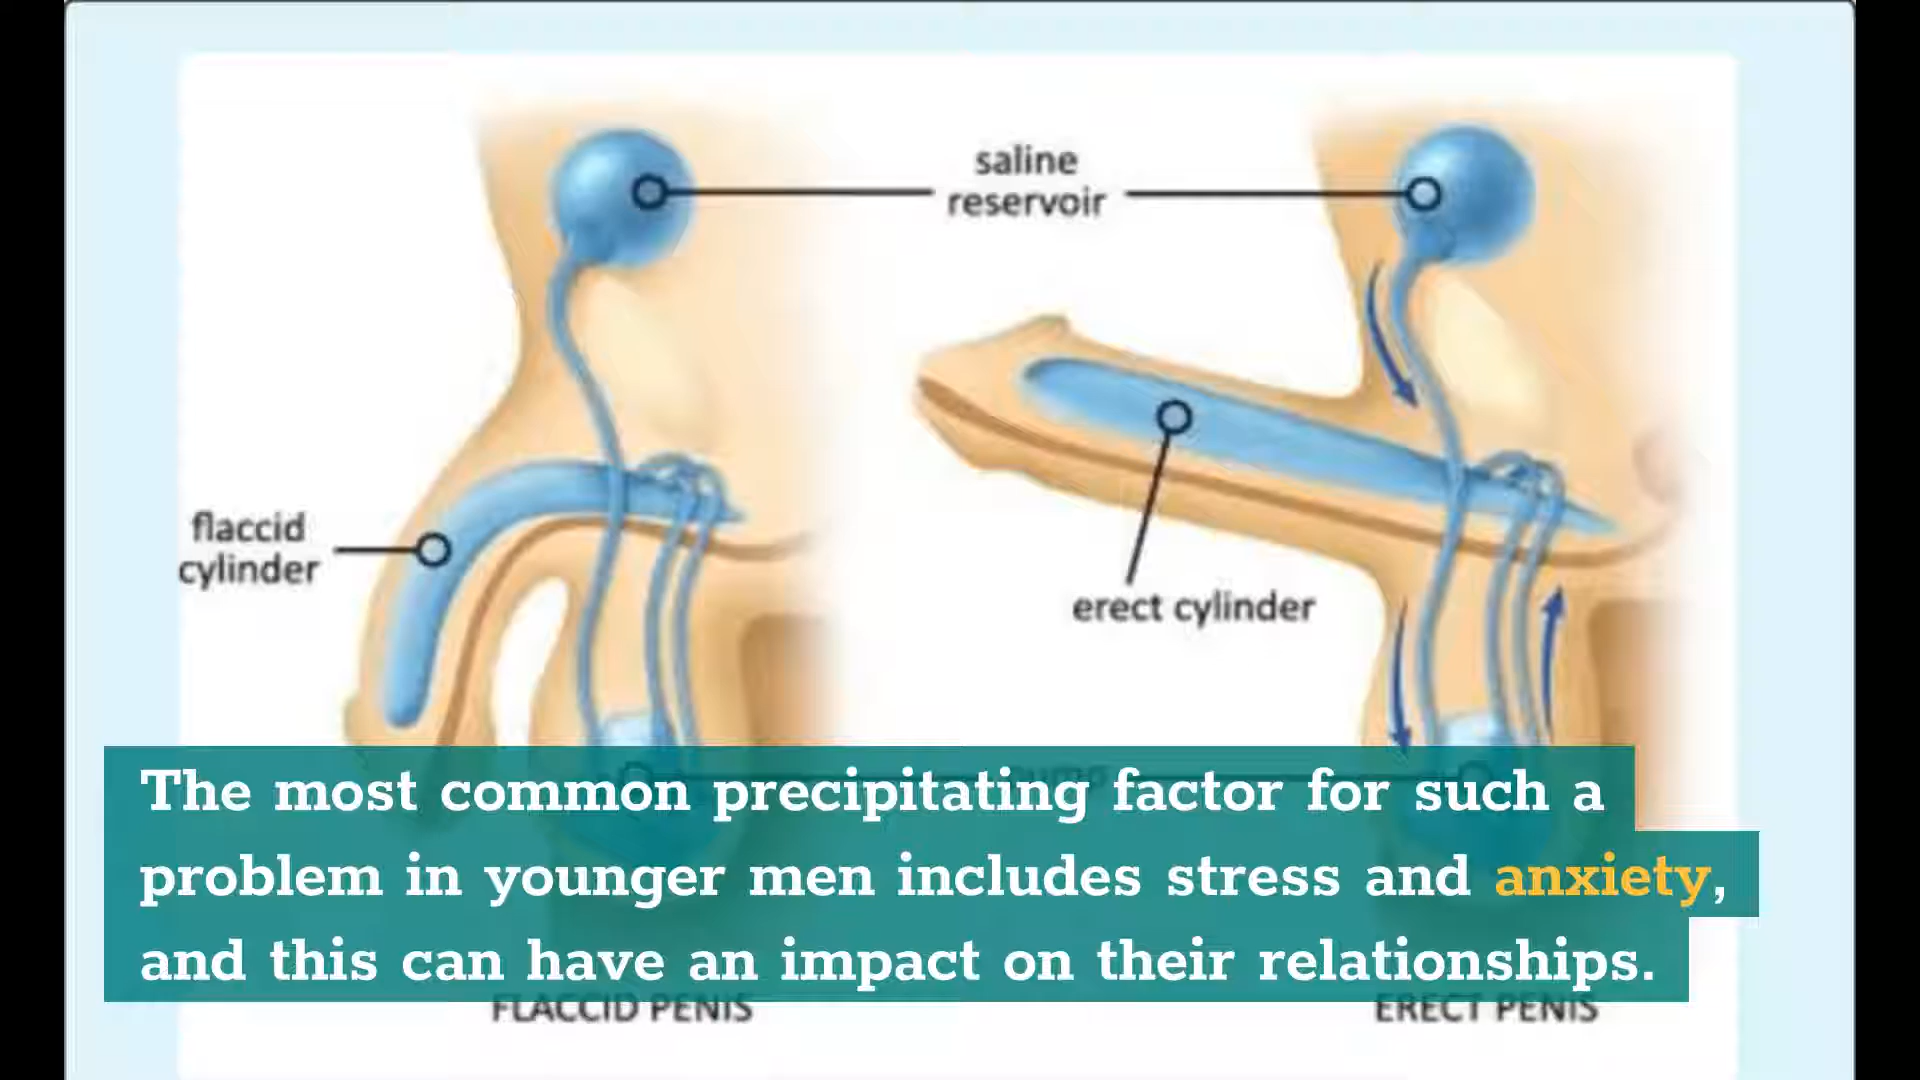 saline
reservoir
flaccid
cylinder
erect cylinder
pump
The most common precipitating factor for such a
problem in younger men includes stress and anxiety,
and this can have an impact on their relationships.
FLACCID PENIS
ERECT PENIS